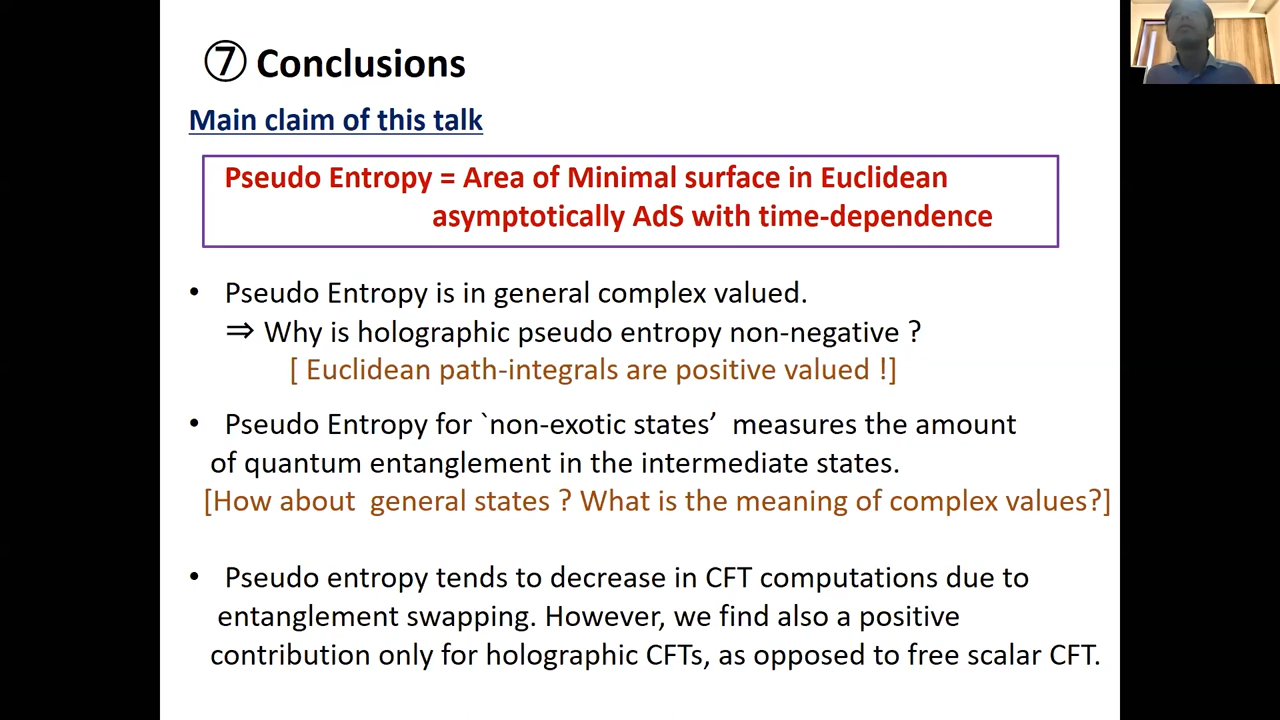 ⑦ Conclusions
Main claim of this talk
Pseudo Entropy = Area of Minimal surface in Euclidean
asymptotically AdS with time-dependence
• Pseudo Entropy is in general complex valued.
⇒ Why is holographic pseudo entropy non-negative ?
[ Euclidean path-integrals are positive valued !]
• Pseudo Entropy for `non-exotic states’ measures the amount
of quantum entanglement in the intermediate states.
[How about general states ? What is the meaning of complex values?]
• Pseudo entropy tends to decrease in CFT computations due to
entanglement swapping. However, we find also a positive
contribution only for holographic CFTs, as opposed to free scalar CFT.